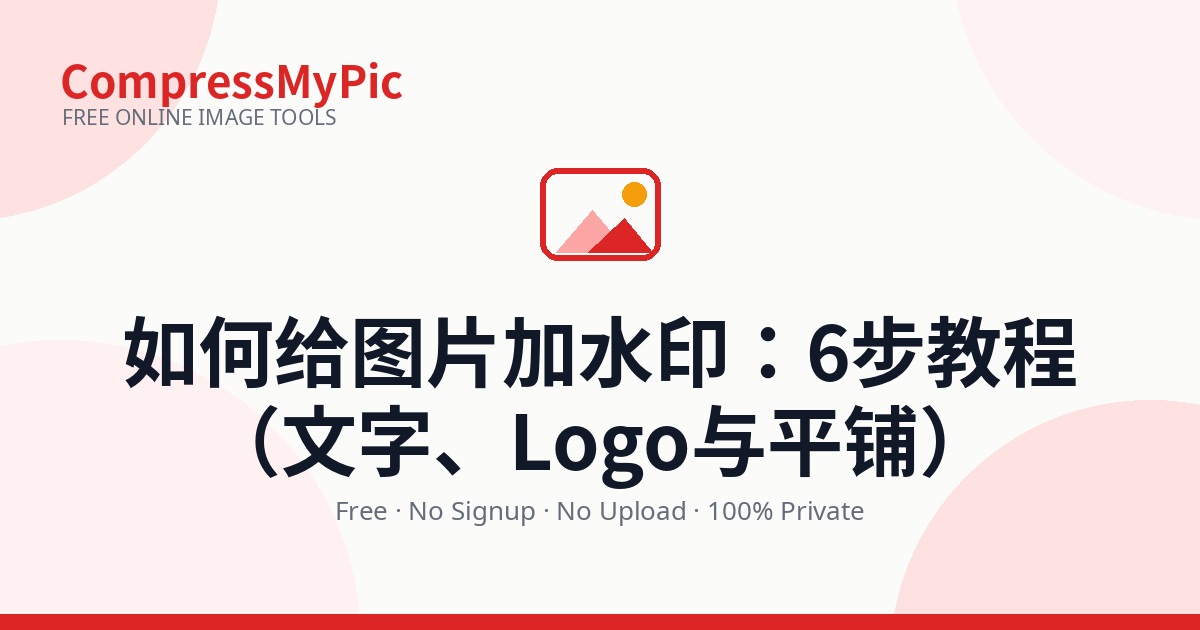 CompressMyPic
FREE ONLINE IMAGE TOOLS
如何给图片加水印：6步教程
（文字、Logo与平铺）
Free · No Signup · No Upload · 100% Private